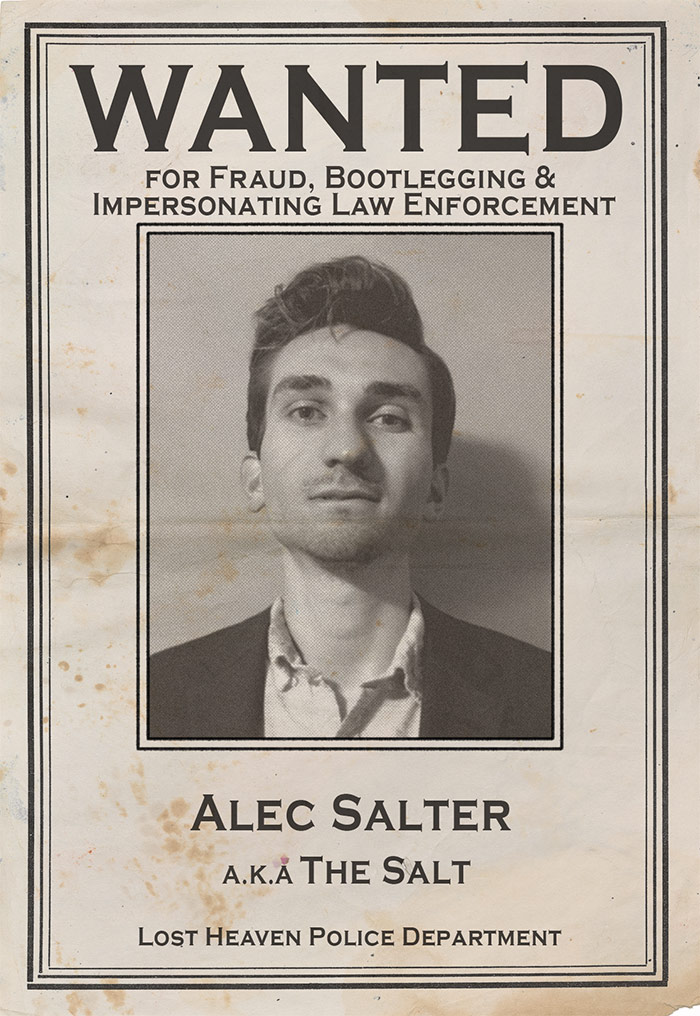 WANTED
FOR FRAUD, BOOTLEGGING &
IMPERSONATING LAW ENFORCEMENT
ALEC SALTER
A.K.A THE SALT
LOST HEAVEN POLICE DEPARTMENT